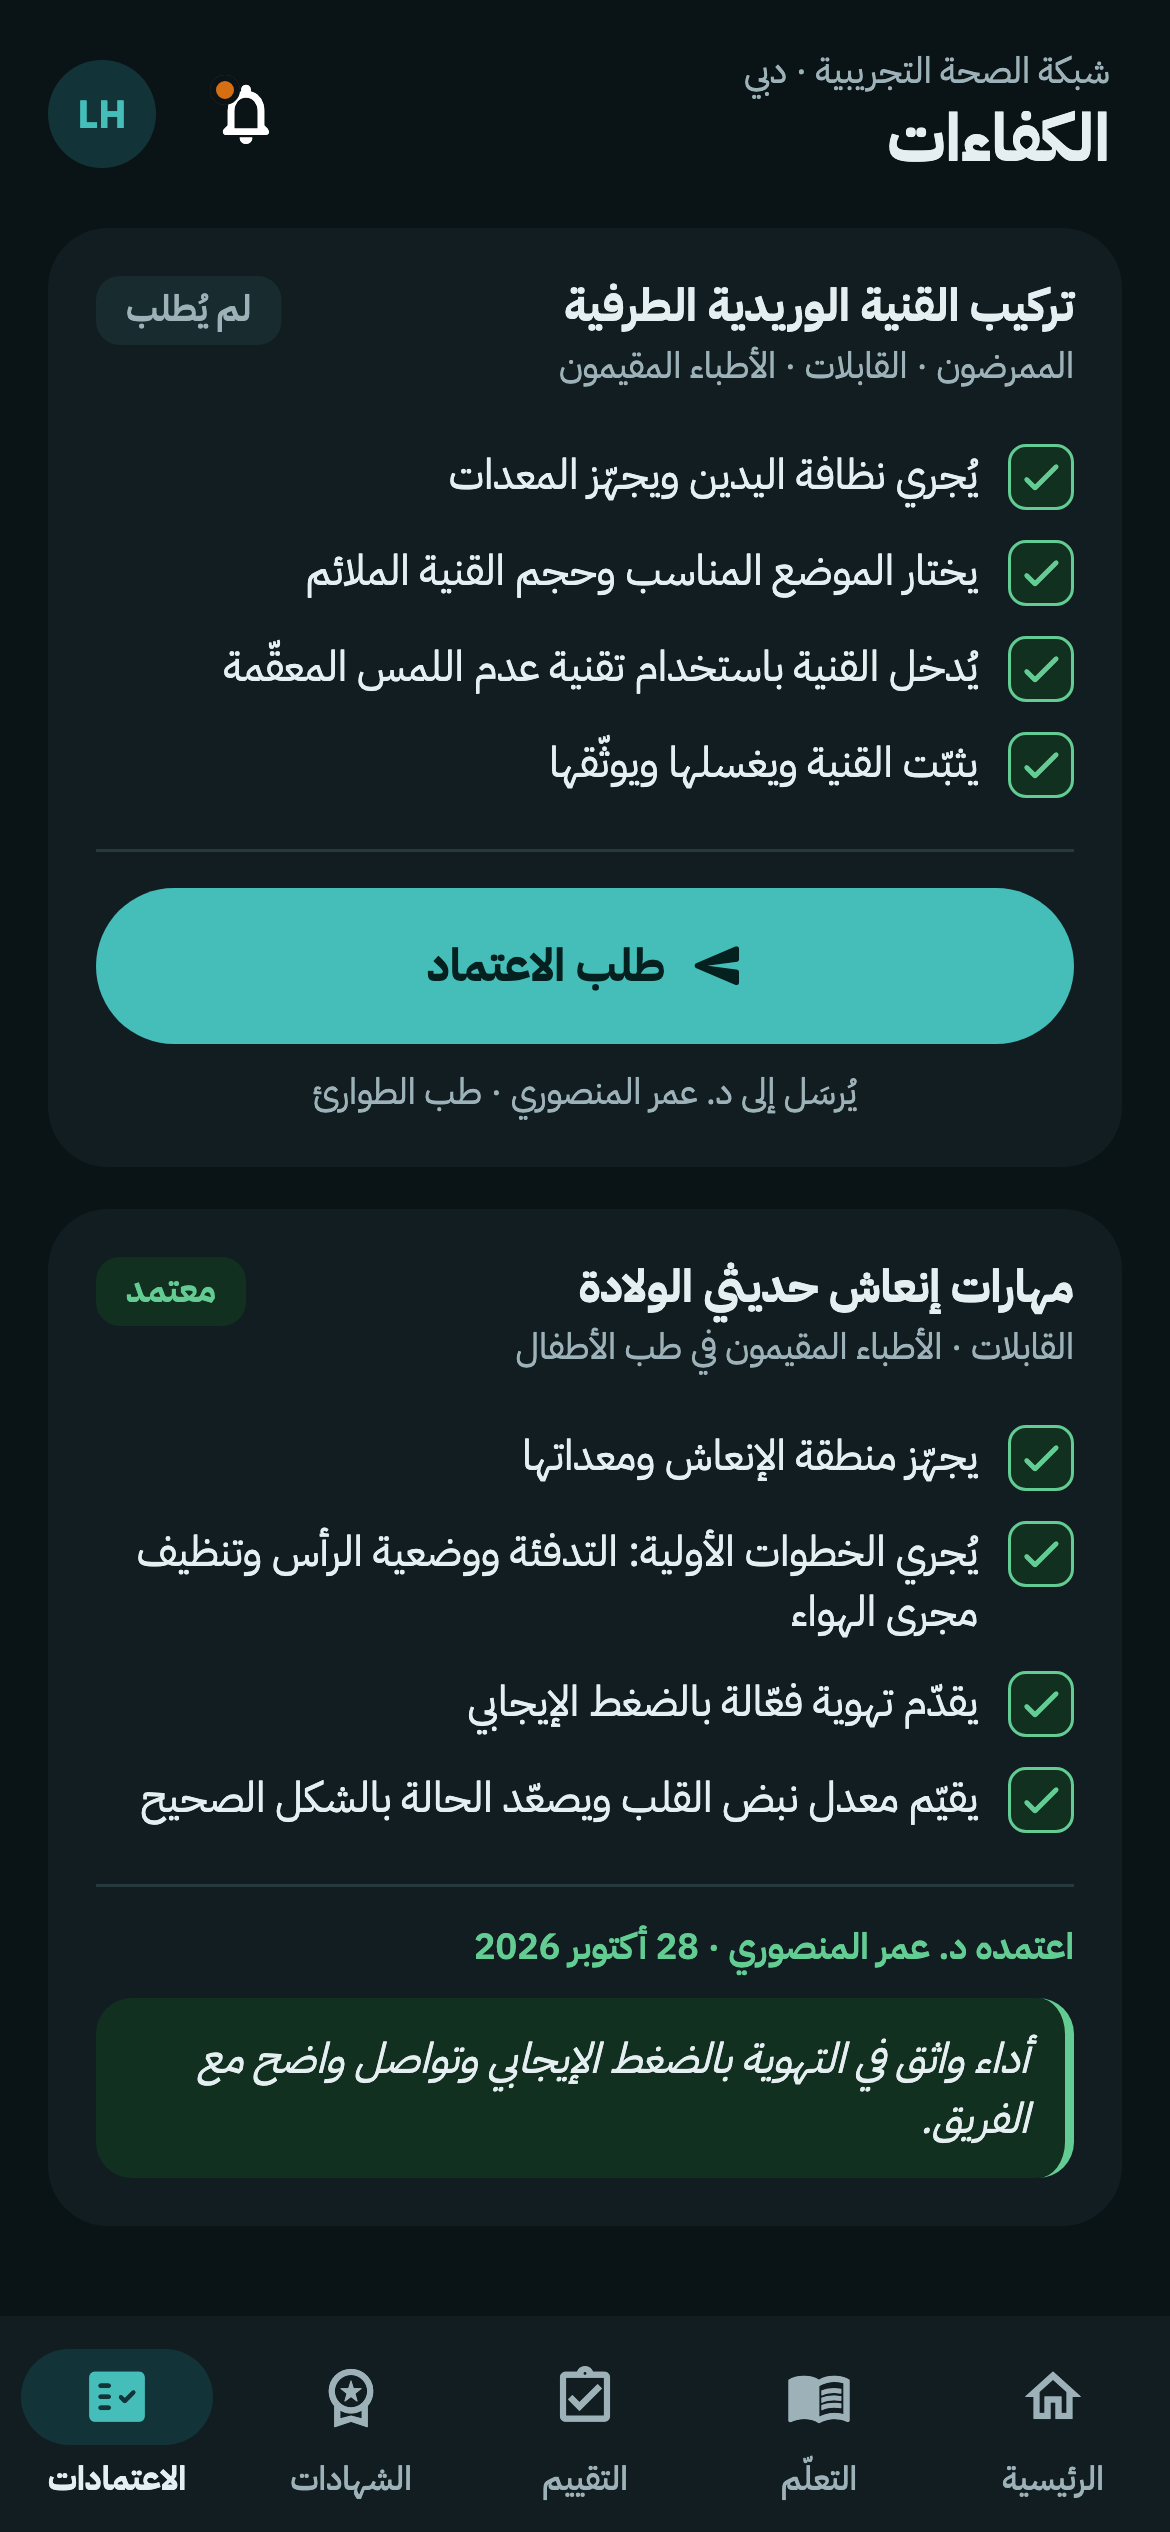 شبكة الصحة التجريبية · دبي
الكفاءات
LH
تركيب القنية الوريدية الطرفية
لم يُطلب
الممرضون · القابلات · الأطباء المقيمون
يُجري نظافة اليدين ويجهّز المعدات
يختار الموضع المناسب وحجم القنية الملائم
يُدخل القنية باستخدام تقنية عدم اللمس المعقّمة
يثبّت القنية ويغسلها ويوثّقها
طلب الاعتماد
يُرسَل إلى د. عمر المنصوري · طب الطوارئ
مهارات إنعاش حديثي الولادة
معتمد
القابلات · الأطباء المقيمون في طب الأطفال
يجهّز منطقة الإنعاش ومعداتها
يُجري الخطوات الأولية: التدفئة ووضعية الرأس وتنظيف
مجرى الهواء
يقدّم تهوية فعّالة بالضغط الإيجابي
يقيّم معدل نبض القلب ويصعّد الحالة بالشكل الصحيح
اعتمده د. عمر المنصوري · 28 أكتوبر 2026
أداء واثق في التهوية بالضغط الإيجابي وتواصل واضح مع
الفريق.
الرئيسية
التعلّم
التقييم
الشهادات
الاعتمادات